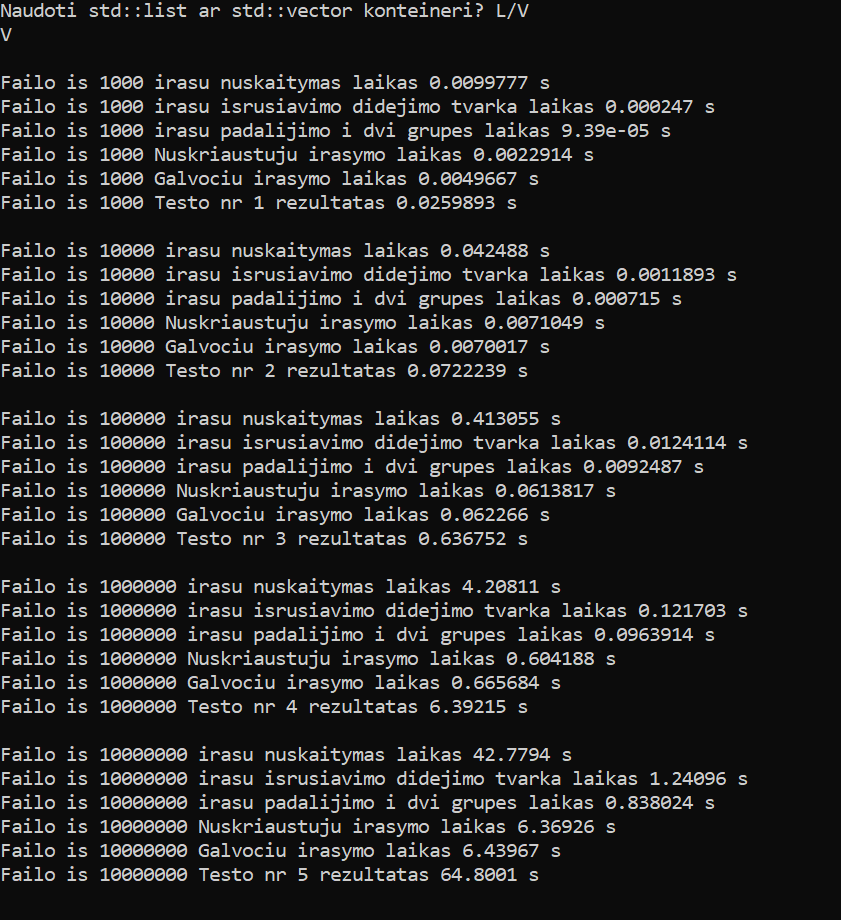 Naudoti std::list ar std::vector konteineri? L/V
V
Failo is 1000 irasu nuskaitymas laikas 0.0099777 s
Failo is 1000 irasu isrusiavimo didejimo tvarka laikas 0.000247 s
Failo is 1000 irasu padalijimo i dvi grupes laikas 9.39e-05 s
Failo is 1000 Nuskriaustuju irasymo laikas 0.0022914 s
Failo is 1000 Galvociu irasymo laikas 0.0049667 s
Failo is 1000 Testo nr 1 rezultatas 0.0259893 s
Failo is 10000 irasu nuskaitymas laikas 0.042488 s
Failo is 10000 irasu isrusiavimo didejimo tvarka laikas 0.0011893 s
Failo is 10000 irasu padalijimo i dvi grupes laikas 0.000715 s
Failo is 10000 Nuskriaustuju irasymo laikas 0.0071049 s
Failo is 10000 Galvociu irasymo laikas 0.0070017 s
Failo is 10000 Testo nr 2 rezultatas 0.0722239 s
Failo is 100000 irasu nuskaitymas laikas 0.413055 s
Failo is 100000 irasu isrusiavimo didejimo tvarka laikas 0.0124114 s
Failo is 100000 irasu padalijimo i dvi grupes laikas 0.0092487 s
Failo is 100000 Nuskriaustuju irasymo laikas 0.0613817 s
Failo is 100000 Galvociu irasymo laikas 0.062266 s
Failo is 100000 Testo nr 3 rezultatas 0.636752 s
Failo is 1000000 irasu nuskaitymas laikas 4.20811 s
Failo is 1000000 irasu isrusiavimo didejimo tvarka laikas 0.121703 s
Failo is 1000000 irasu padalijimo i dvi grupes laikas 0.0963914 s
Failo is 1000000 Nuskriaustuju irasymo laikas 0.604188 s
Failo is 1000000 Galvociu irasymo laikas 0.665684 s
Failo is 1000000 Testo nr 4 rezultatas 6.39215 s
Failo is 10000000 irasu nuskaitymas laikas 42.7794 s
Failo is 10000000 irasu isrusiavimo didejimo tvarka laikas 1.24096 s
Failo is 10000000 irasu padalijimo i dvi grupes laikas 0.838024 s
Failo is 10000000 Nuskriaustuju irasymo laikas 6.36926 s
Failo is 10000000 Galvociu irasymo laikas 6.43967 s
Failo is 10000000 Testo nr 5 rezultatas 64.8001 s